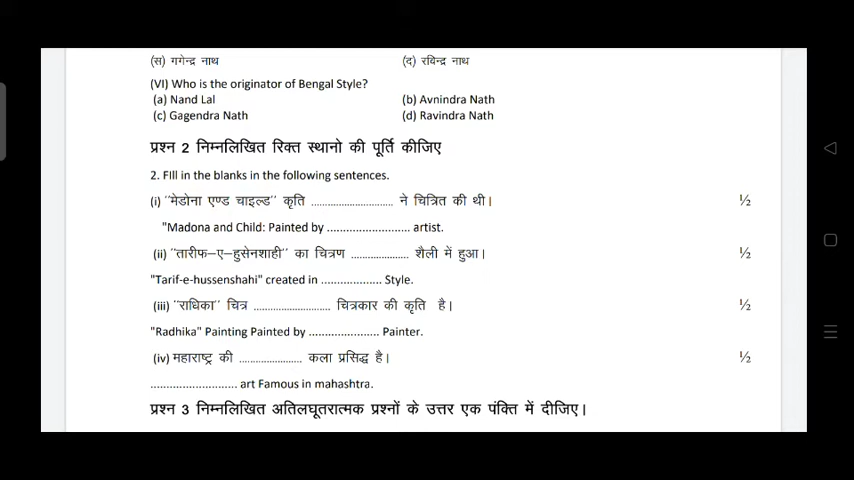 (स) गगेन्द्र नाथ (द) रविन्द्र नाथ
(VI) Who is the originator of Bengal Style?
(a) Nand Lal (b) Avnindra Nath
(c) Gagendra Nath (d) Ravindra Nath
प्रश्न 2 निम्नलिखित रिक्त स्थानो की पूर्ति कीजिए
2. FIll in the blanks in the following sentences.
(i) "मेडोना एण्ड चाइल्ड" कृति .............................. ने चित्रित की थी। ½
"Madona and Child: Painted by .......................... artist.
(ii) "तारीफ–ए–हुसेनशाही" का चित्रण ..................... शैली में हुआ। ½
"Tarif-e-hussenshahi" created in ................... Style.
(iii) "राधिका" चित्र ............................ चित्रकार की कृति है। ½
"Radhika" Painting Painted by ...................... Painter.
(iv) महाराष्ट्र की ....................... कला प्रसिद्ध है। ½
........................... art Famous in mahashtra.
प्रश्न 3 निम्नलिखित अतिलघूतरात्मक प्रश्नों के उत्तर एक पंक्ति में दीजिए।